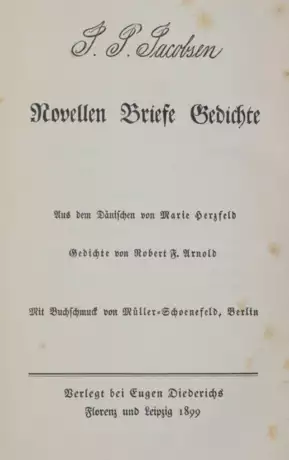 J. P. Jacobsen
Novellen Briefe Gedichte
Aus dem Dänischen von Marie Herzfeld
Gedichte von Robert F. Arnold
Mit Buchschmuck von Müller-Schoenefeld, Berlin
Verlegt bei Eugen Diederichs
Florenz und Leipzig 1899